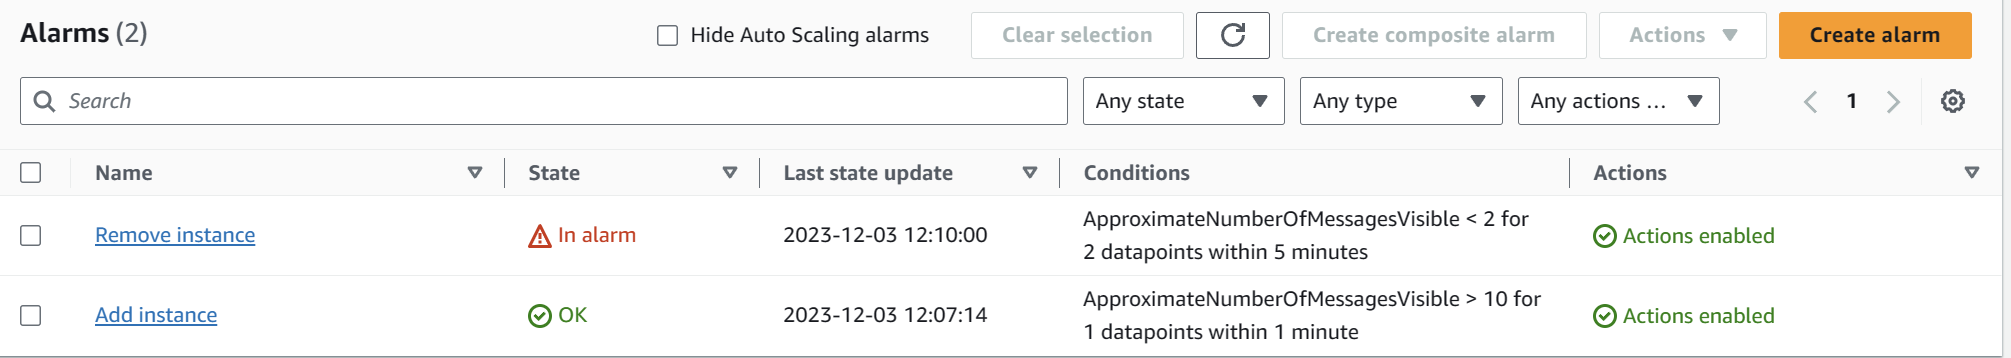 Alarms (2)
Hide Auto Scaling alarms
Clear selection
Create composite alarm
Actions
Create alarm
Search
Any state
Any type
Any actions ...
1
Name
State
Last state update
Conditions
Actions
Remove instance
In alarm
2023-12-03 12:10:00
ApproximateNumberOfMessagesVisible < 2 for
2 datapoints within 5 minutes
Actions enabled
Add instance
OK
2023-12-03 12:07:14
ApproximateNumberOfMessagesVisible > 10 for
1 datapoints within 1 minute
Actions enabled